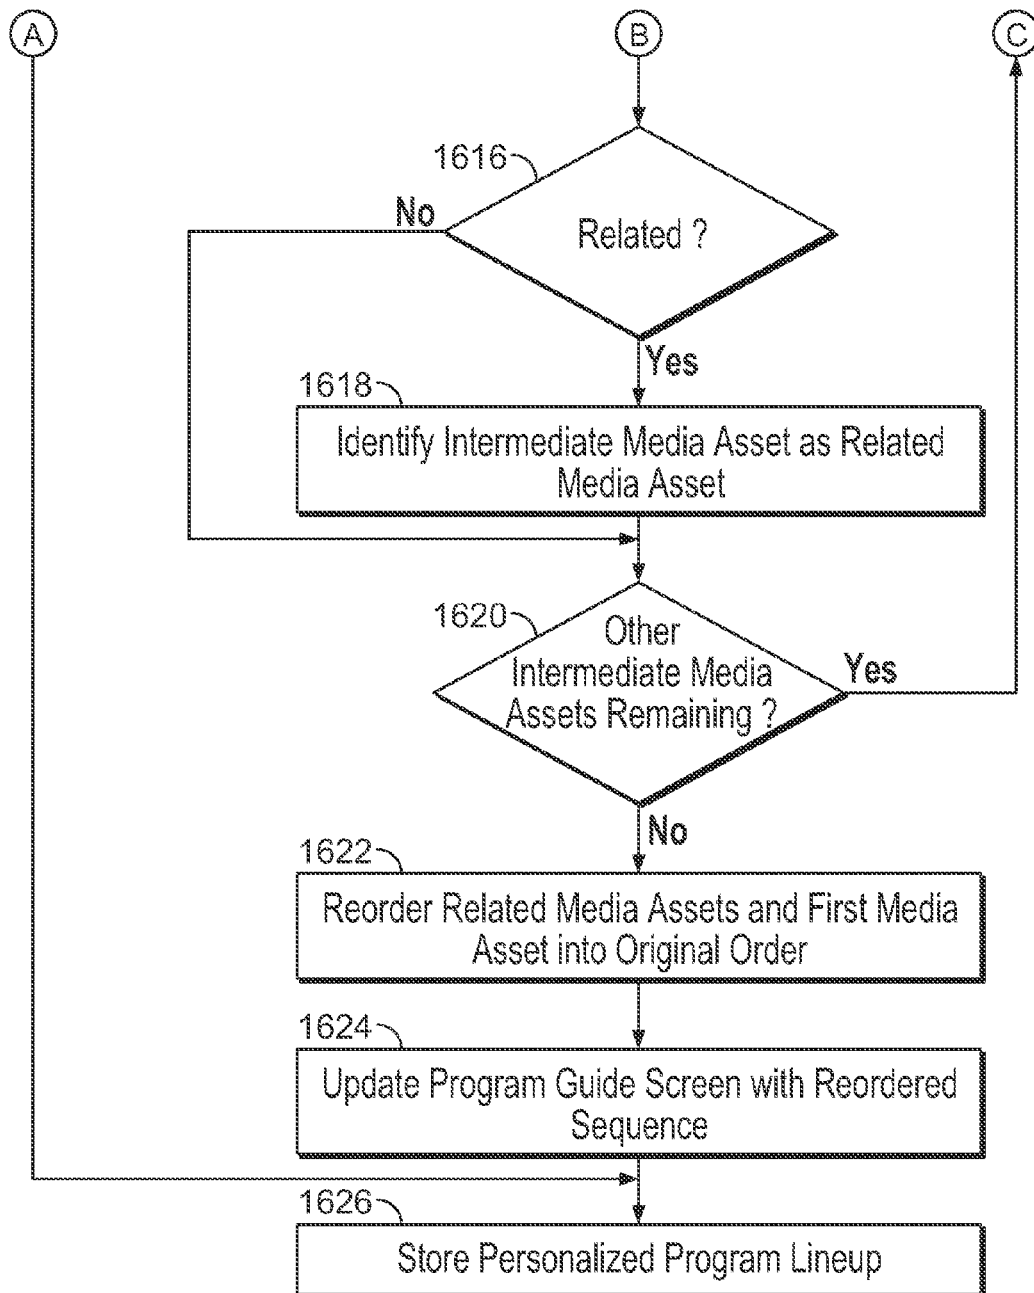 A
B
C
1616
Related ?
No
Yes
1618
Identify Intermediate Media Asset as Related
Media Asset
1620
Other
Intermediate Media
Assets Remaining ?
Yes
No
1622
Reorder Related Media Assets and First Media
Asset into Original Order
1624
Update Program Guide Screen with Reordered
Sequence
1626
Store Personalized Program Lineup